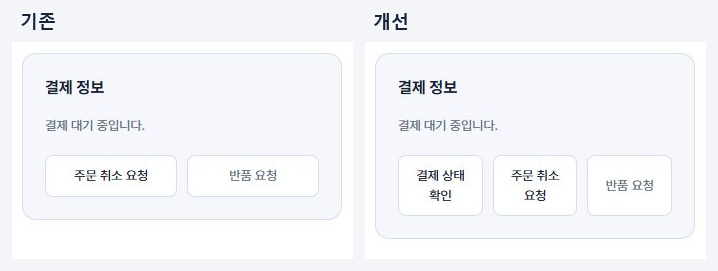 기존
결제 정보
결제 대기 중입니다.
주문 취소 요청
반품 요청
개선
결제 정보
결제 대기 중입니다.
결제 상태
확인
주문 취소
요청
반품 요청